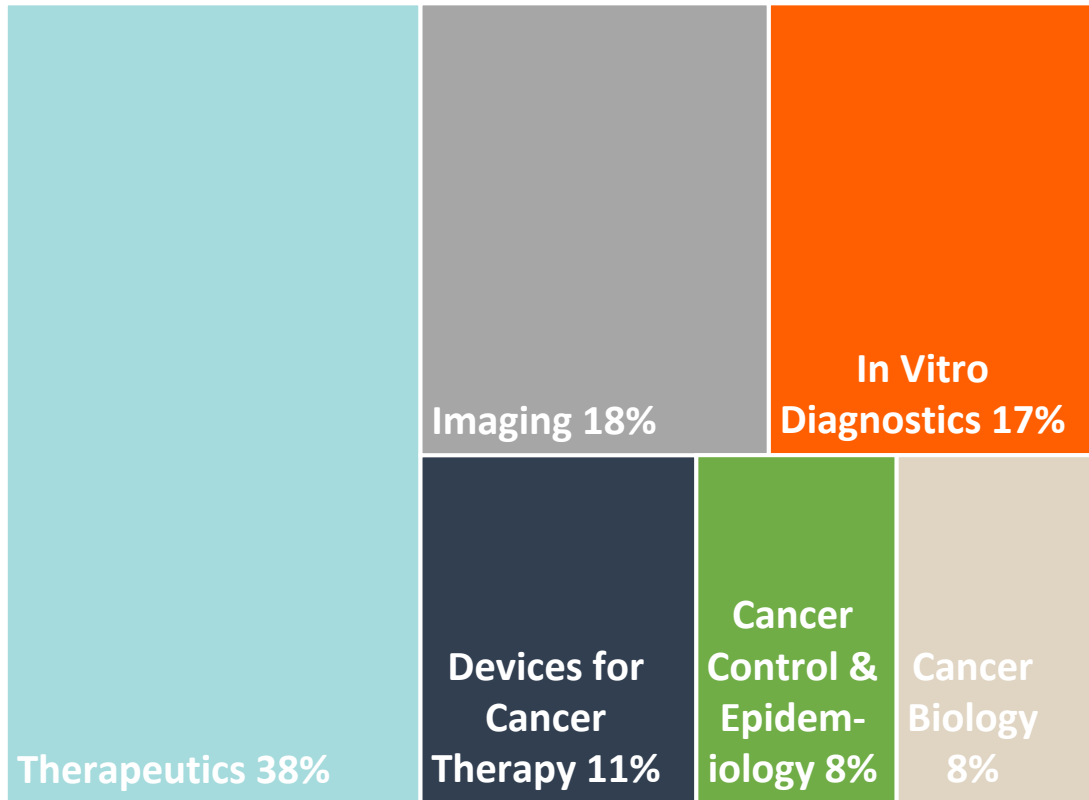 Therapeutics 38%
Imaging 18%
In Vitro
Diagnostics 17%
Devices for
Cancer
Therapy 11%
Cancer
Control &
Epidem-
iology 8%
Cancer
Biology
8%